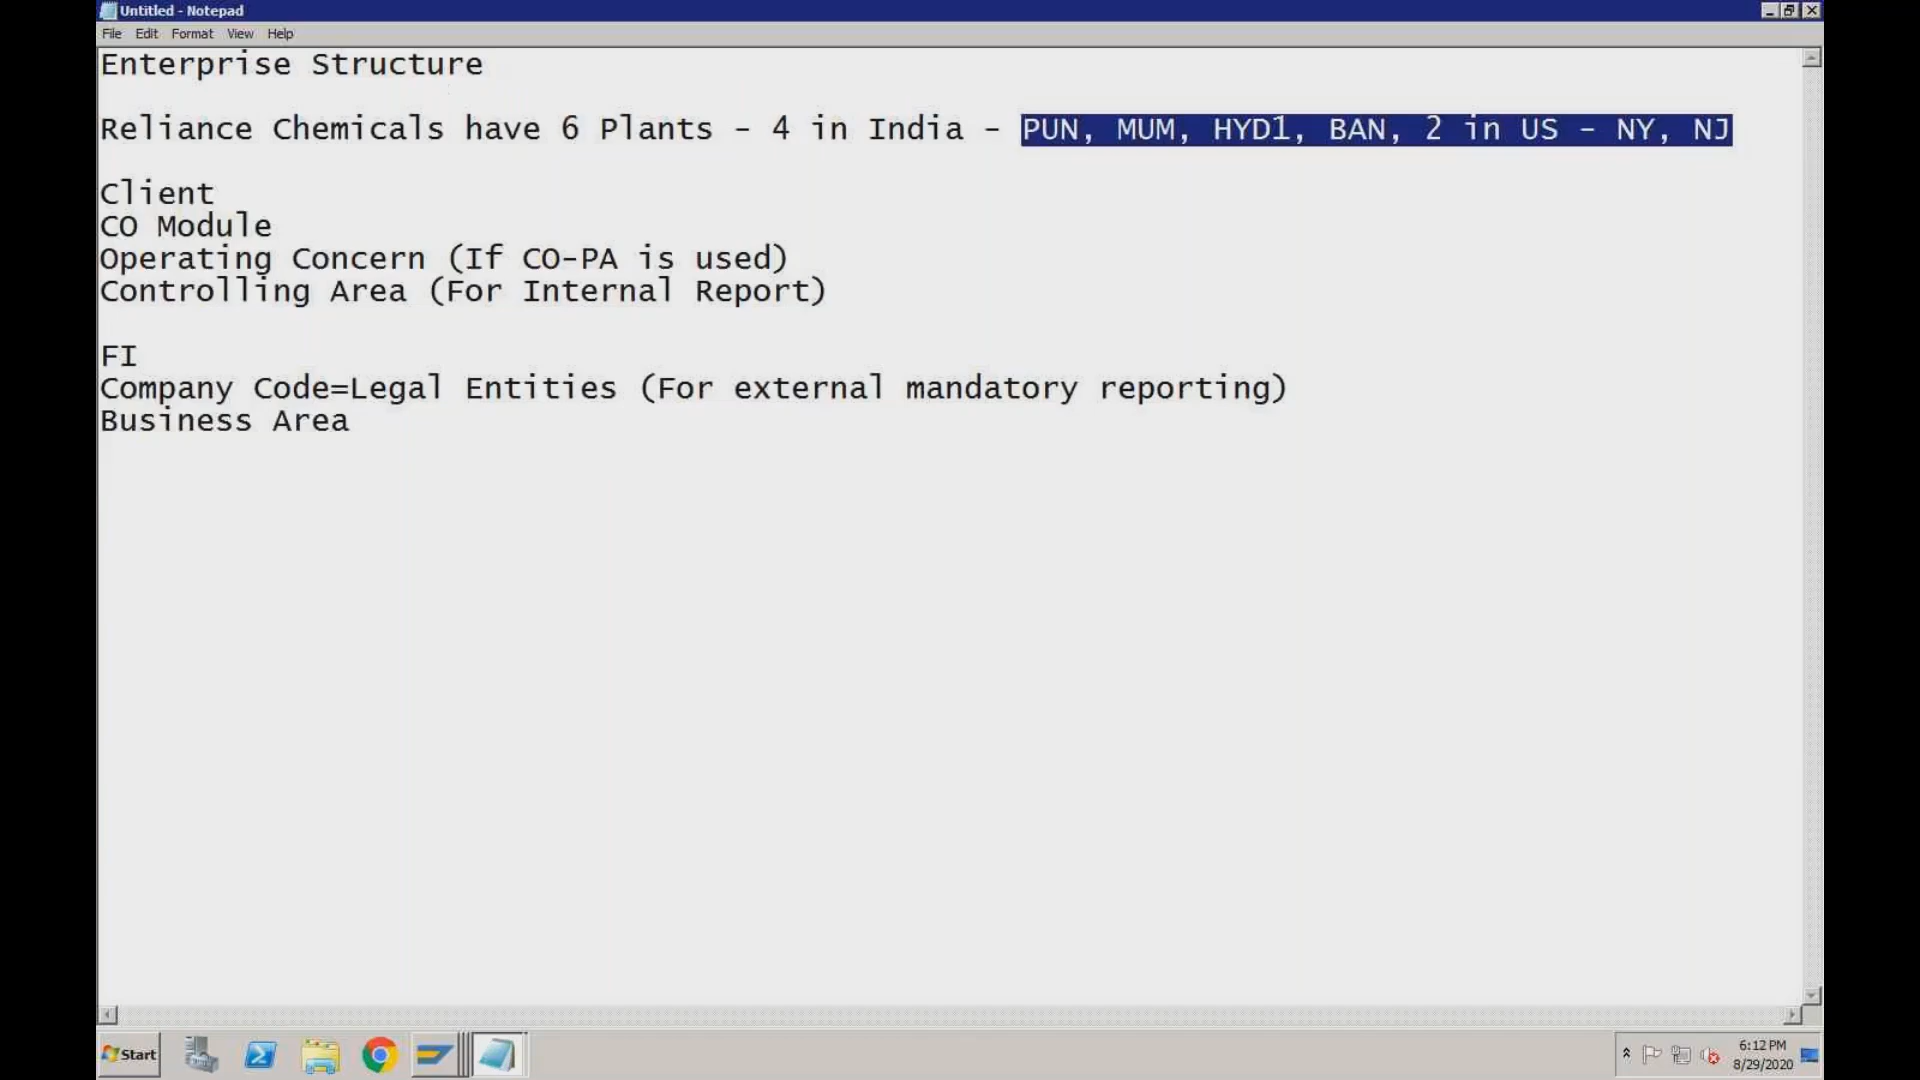 Untitled - Notepad
File Edit Format View Help
Enterprise Structure
Reliance Chemicals have 6 Plants - 4 in India - PUN, MUM, HYD1, BAN, 2 in US - NY, NJ
Client
CO Module
Operating Concern (If CO-PA is used)
Controlling Area (For Internal Report)
FI
Company Code=Legal Entities (For external mandatory reporting)
Business Area
Start
6:12 PM
8/29/2020